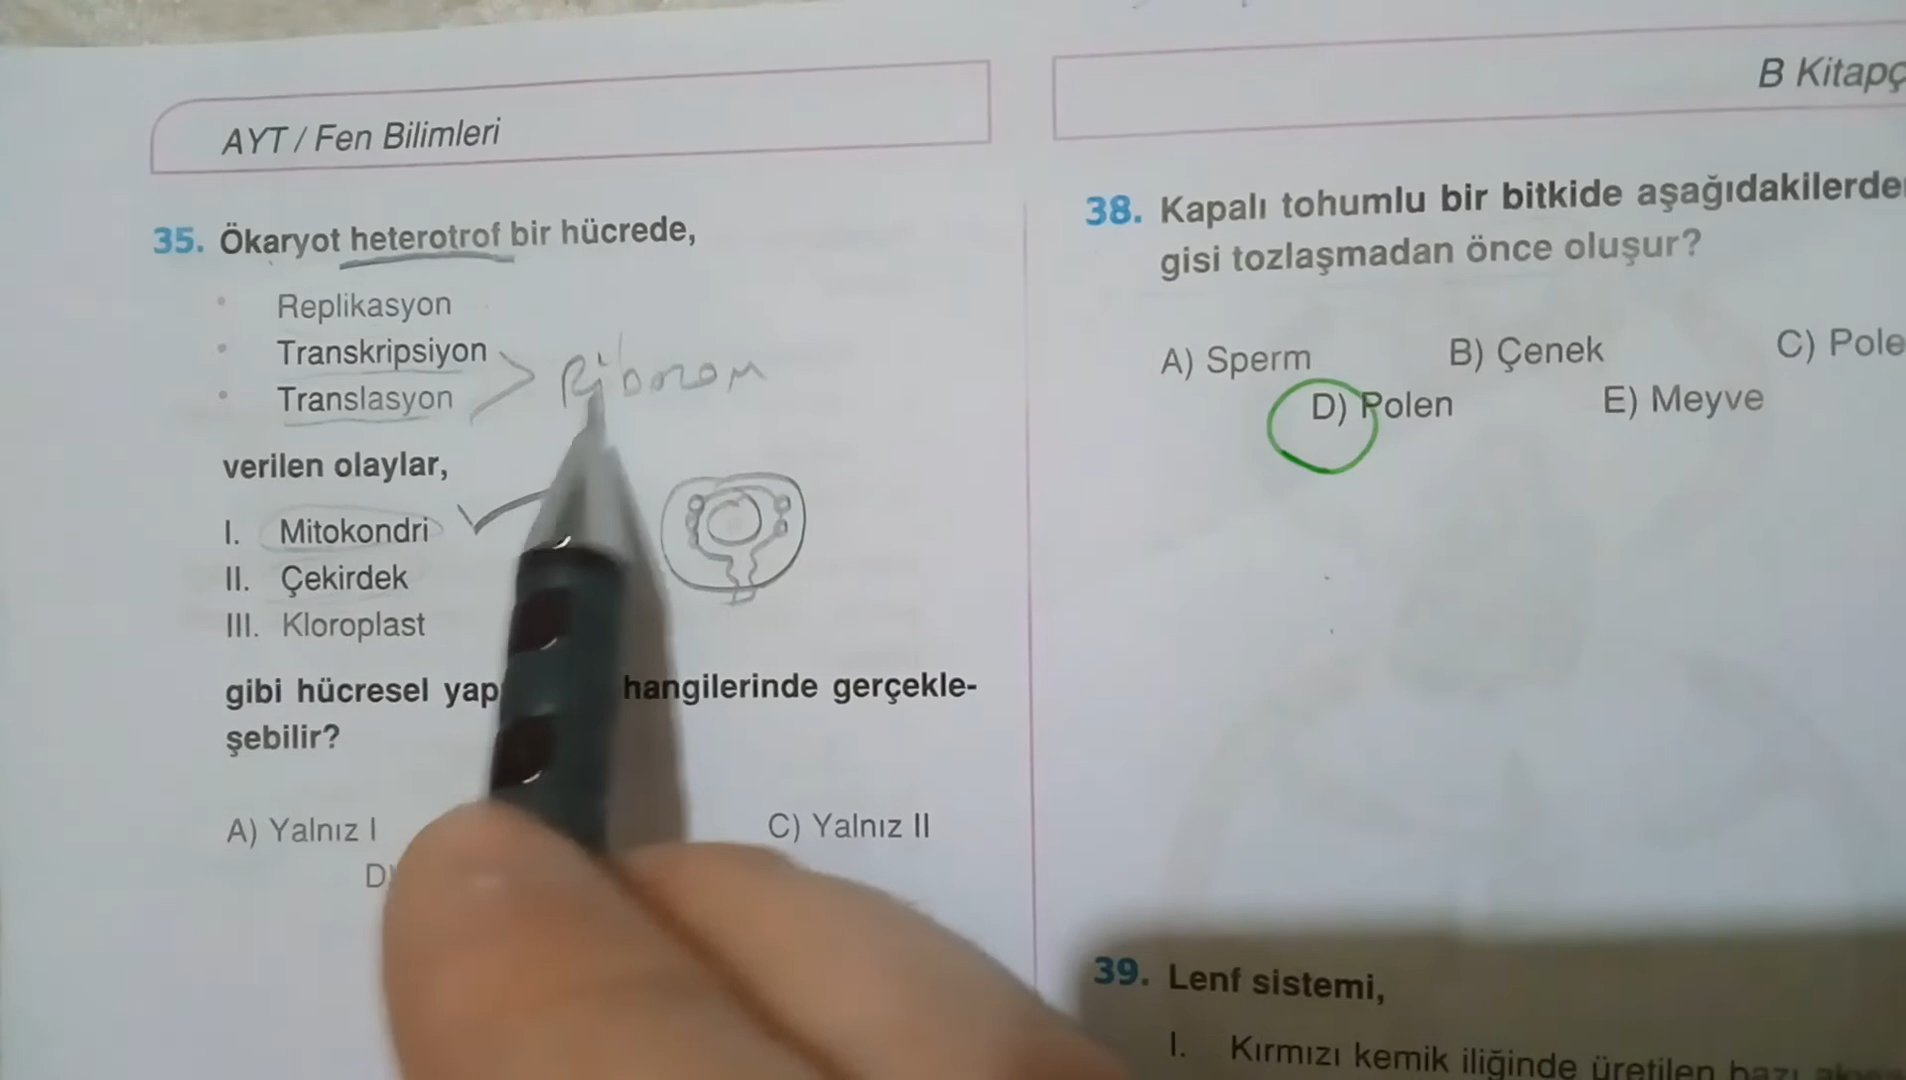 AYT / Fen Bilimleri
35. Ökaryot heterotrof bir hücrede,
• Replikasyon
• Transkripsiyon
• Translasyon
Ribozom
verilen olaylar,
I. Mitokondri
II. Çekirdek
III. Kloroplast
gibi hücresel yap hangilerinde gerçekle-
şebilir?
A) Yalnız I
C) Yalnız II
D)
B Kitapç
38. Kapalı tohumlu bir bitkide aşağıdakilerde
gisi tozlaşmadan önce oluşur?
A) Sperm B) Çenek C) Pole
D) Polen E) Meyve
39. Lenf sistemi,
I. Kırmızı kemik iliğinde üretilen bazı